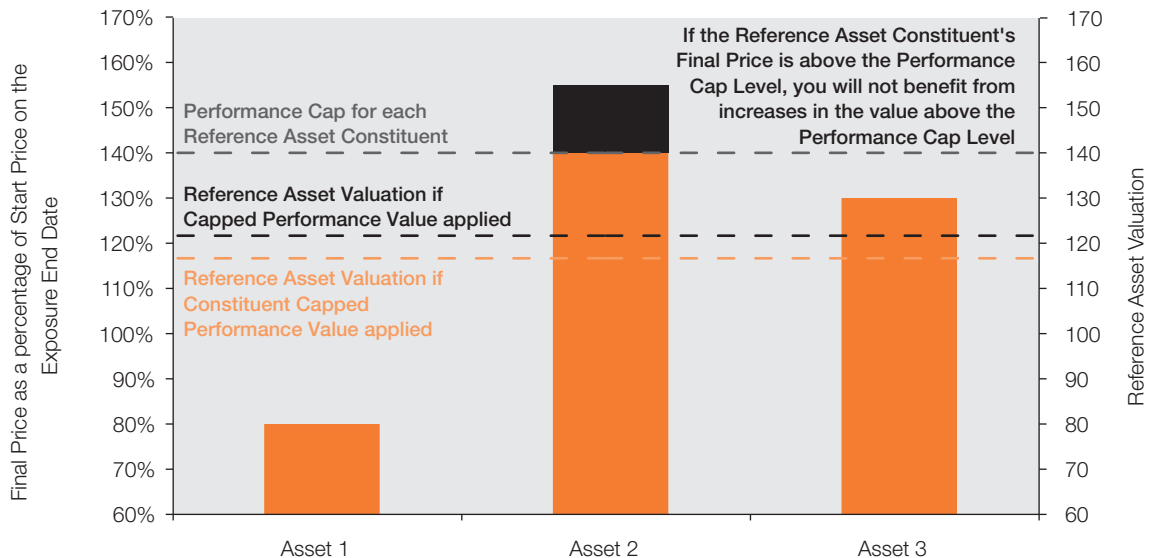 Final Price as a percentage of Start Price on the
Exposure End Date
170%
160%
150%
140%
130%
120%
110%
100%
90%
80%
70%
60%
If the Reference Asset Constituent's
Final Price is above the Performance
Cap Level, you will not benefit from
increases in the value above the
Performance Cap Level
Performance Cap for each
Reference Asset Constituent
Reference Asset Valuation if
Capped Performance Value applied
Reference Asset Valuation if
Constituent Capped
Performance Value applied
170
160
150
140
130
120
110
100
90
80
70
60
Reference Asset Valuation
Asset 1
Asset 2
Asset 3